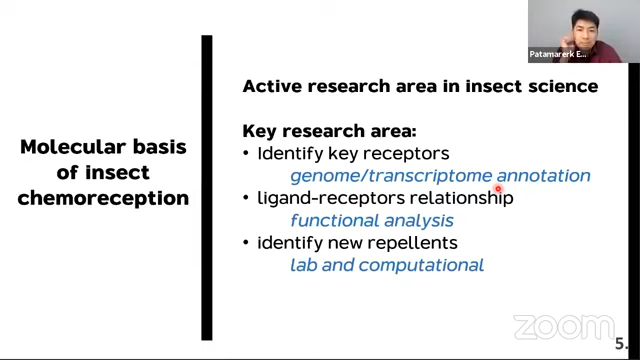 Patamarerk E...
Active research area in insect science
Molecular basis
of insect
chemoreception
Key research area:
• Identify key receptors
genome/transcriptome annotation
• ligand-receptors relationship
functional analysis
• identify new repellents
lab and computational
zoom
5.